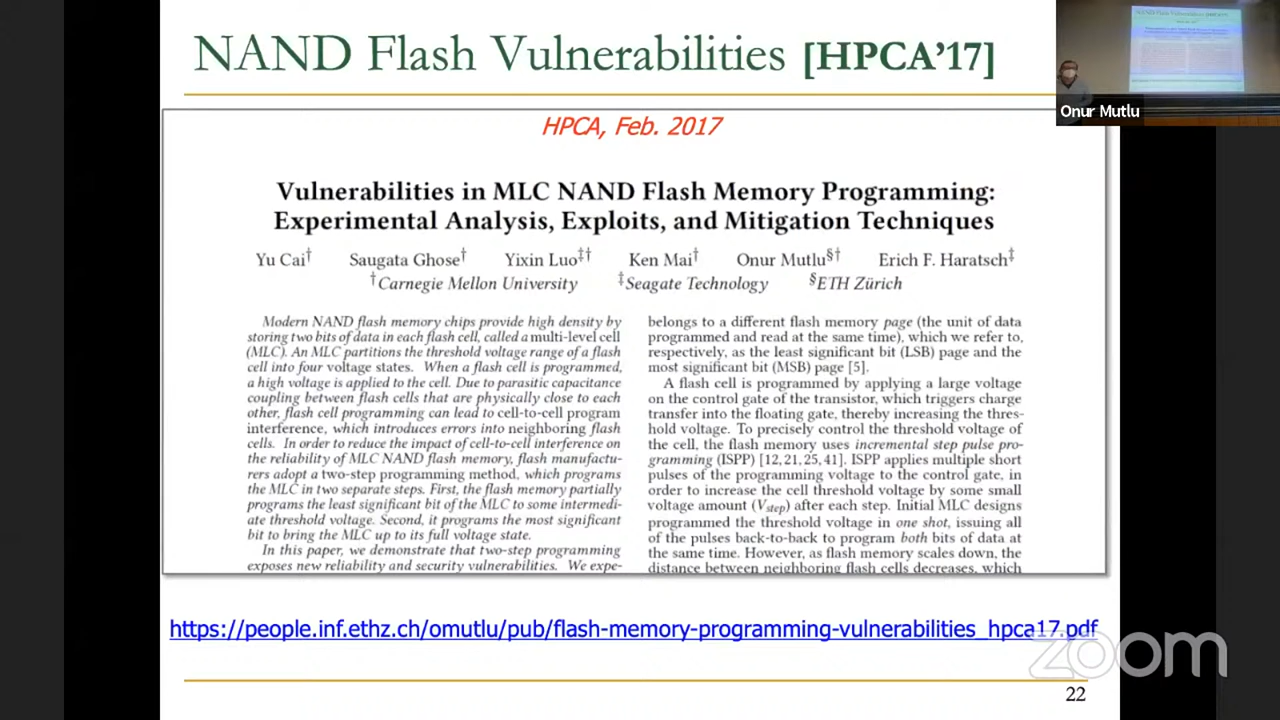 NAND Flash Vulnerabilities [HPCA’17]
Onur Mutlu
HPCA, Feb. 2017
Vulnerabilities in MLC NAND Flash Memory Programming:
Experimental Analysis, Exploits, and Mitigation Techniques
Yu Cai† Saugata Ghose† Yixin Luo‡† Ken Mai† Onur Mutlu§† Erich F. Haratsch‡
†Carnegie Mellon University ‡Seagate Technology §ETH Zürich
Modern NAND flash memory chips provide high density by
storing two bits of data in each flash cell, called a multi-level cell
(MLC). An MLC partitions the threshold voltage range of a flash
cell into four voltage states. When a flash cell is programmed,
a high voltage is applied to the cell. Due to parasitic capacitance
coupling between flash cells that are physically close to each
other, flash cell programming can lead to cell-to-cell program
interference, which introduces errors into neighboring flash
cells. In order to reduce the impact of cell-to-cell interference on
the reliability of MLC NAND flash memory, flash manufactu-
rers adopt a two-step programming method, which programs
the MLC in two separate steps. First, the flash memory partially
programs the least significant bit of the MLC to some intermedi-
ate threshold voltage. Second, it programs the most significant
bit to bring the MLC up to its full voltage state.
In this paper, we demonstrate that two-step programming
exposes new reliability and security vulnerabilities. We expe-
belongs to a different flash memory page (the unit of data
programmed and read at the same time), which we refer to,
respectively, as the least significant bit (LSB) page and the
most significant bit (MSB) page [5].
A flash cell is programmed by applying a large voltage
on the control gate of the transistor, which triggers charge
transfer into the floating gate, thereby increasing the thres-
hold voltage. To precisely control the threshold voltage of
the cell, the flash memory uses incremental step pulse pro-
gramming (ISPP) [12,21,25,41]. ISPP applies multiple short
pulses of the programming voltage to the control gate, in
order to increase the cell threshold voltage by some small
voltage amount (Vstep) after each step. Initial MLC designs
programmed the threshold voltage in one shot, issuing all
of the pulses back-to-back to program both bits of data at
the same time. However, as flash memory scales down, the
distance between neighboring flash cells decreases, which
https://people.inf.ethz.ch/omutlu/pub/flash-memory-programming-vulnerabilities_hpca17.pdf
zoom
22